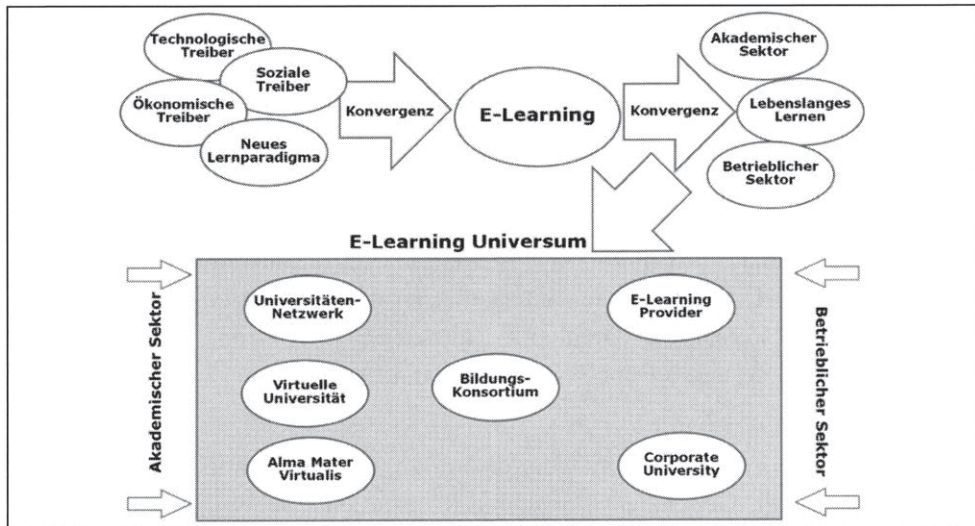 Technologische
Treiber
Soziale
Treiber
Ökonomische
Treiber
Neues
Lernparadigma
Konvergenz
E-Learning
Konvergenz
Akademischer
Sektor
Lebenslanges
Lernen
Betrieblicher
Sektor
E-Learning Universum
Akademischer Sektor
Universitäten-
Netzwerk
Virtuelle
Universität
Alma Mater
Virtualis
Bildungs-
Konsortium
E-Learning
Provider
Corporate
University
Betrieblicher Sektor